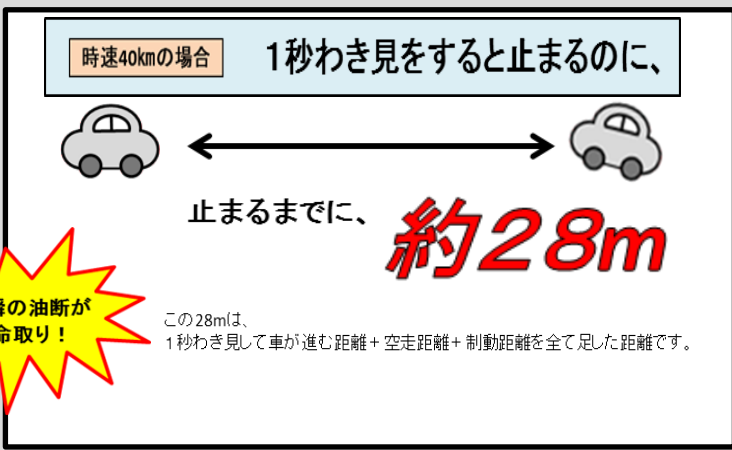 時速40kmの場合
1秒わき見をすると止まるのに、
止まるまでに、
約28m
の油断が
命取り！
この28mは、
1秒わき見して車が進む距離＋空走距離＋制動距離を全て足した距離です。